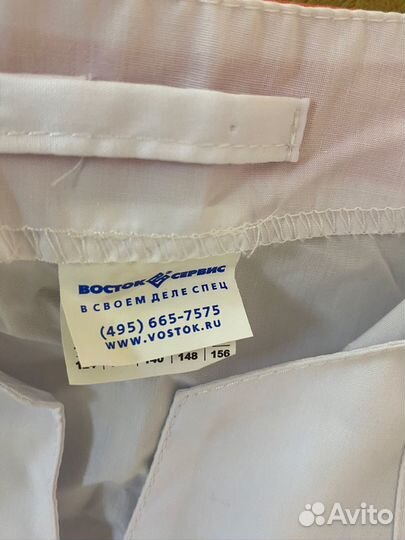 ВОСТОК СЕРВИС
В СВОЕМ ДЕЛЕ СПЕЦ
(495) 665-7575
WWW.VOSTOK.RU
148 156
Avito